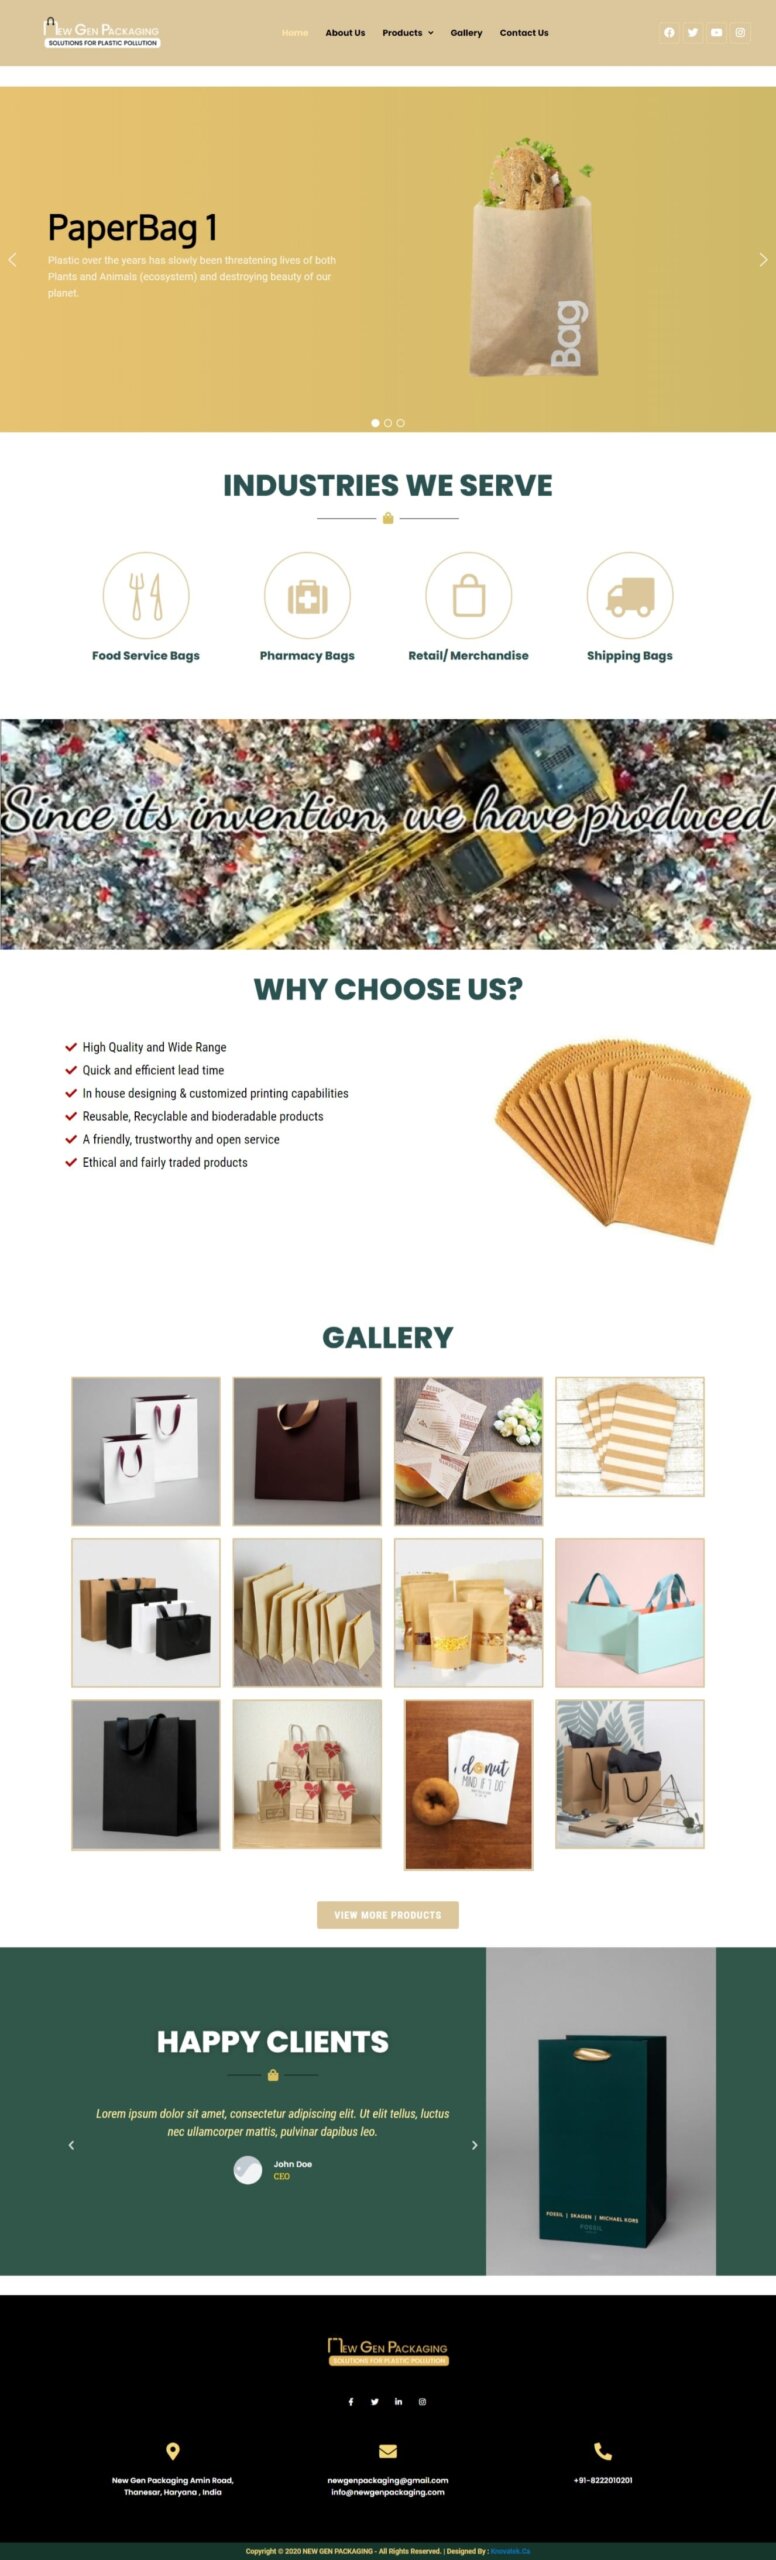 New Gen Packaging
SOLUTIONS FOR PLASTIC POLLUTION
Home About Us Products Gallery Contact Us
PaperBag 1
Plastic over the years has slowly been threatening lives of both
Plants and Animals (ecosystem) and destroying beauty of our
planet.
Bag
INDUSTRIES WE SERVE
Food Service Bags Pharmacy Bags Retail/ Merchandise Shipping Bags
Since its invention, we have produced
WHY CHOOSE US?
High Quality and Wide Range
Quick and efficient lead time
In house designing & customized printing capabilities
Reusable, Recyclable and bioderadable products
A friendly, trustworthy and open service
Ethical and fairly traded products
GALLERY
donut
MIND IF I DO
VIEW MORE PRODUCTS
HAPPY CLIENTS
Lorem ipsum dolor sit amet, consectetur adipiscing elit. Ut elit tellus, luctus
nec ullamcorper mattis, pulvinar dapibus leo.
John Doe
CEO
FOSSIL | SKAGEN | MICHAEL KORS
FOSSIL
New Gen Packaging
SOLUTIONS FOR PLASTIC POLLUTION
New Gen Packaging Amin Road,
Thanesar, Haryana , India
newgenpackaging@gmail.com
info@newgenpackaging.com
+91-8222010201
Copyright © 2020 NEW GEN PACKAGING - All Rights Reserved. | Designed By : Knovatek.Ca